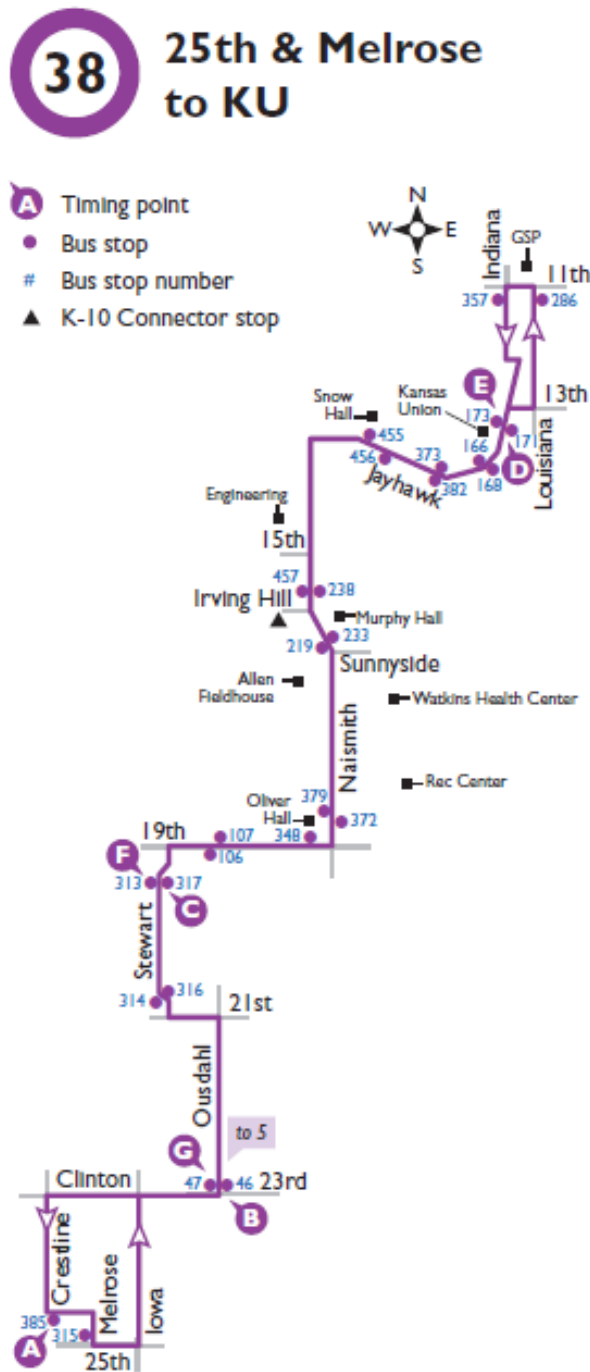 38
25th & Melrose
to KU
A Timing point
Bus stop
# Bus stop number
K-10 Connector stop
N
W E
S
Indiana
GSP
11th
357
286
E
13th
Snow
Hall
Kansas
Union
173
171
D
455
456
373
166
382
168
Jayhawk
Louisiana
Engineering
15th
457
238
Irving Hill
Murphy Hall
233
219
Sunnyside
Allen
Fieldhouse
Watkins Health Center
Naismith
Rec Center
379
Oliver
Hall
372
19th
107
348
106
F
313
317
C
Stewart
316
314
21st
Ousdahl
to 5
G
47
46
23rd
B
Clinton
Crestline
Melrose
Iowa
385
315
A
25th